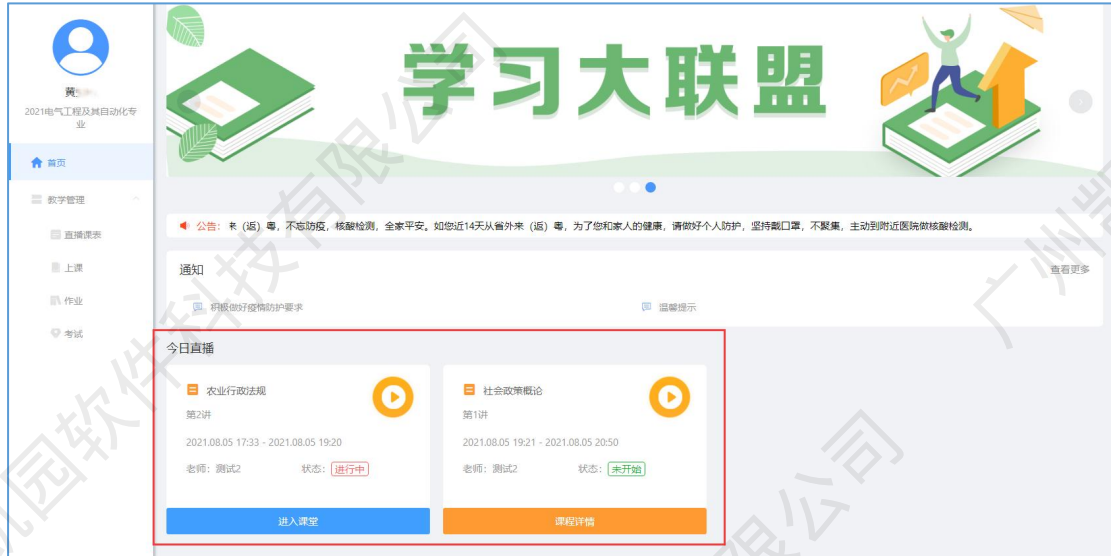 学习大联盟
黄
2021电气工程及其自动化专
业
首页
教学管理
直播课表
上课
作业
考试
公告： 来（返）粤，不忘防疫，核酸检测，全家平安。如您近14天从省外来（返）粤，为了您和家人的健康，请做好个人防护，坚持戴口罩，不聚集，主动到附近医院做核酸检测。
通知
查看更多
积极做好疫情防护要求
温馨提示
今日直播
农业行政法规
第2讲
2021.08.05 17:33 - 2021.08.05 19:20
老师：测试2 状态：进行中
进入课堂
社会政策概论
第1讲
2021.08.05 19:21 - 2021.08.05 20:50
老师：测试2 状态：未开始
课程详情
凯园软件科技有限公司
广州凯
限公司